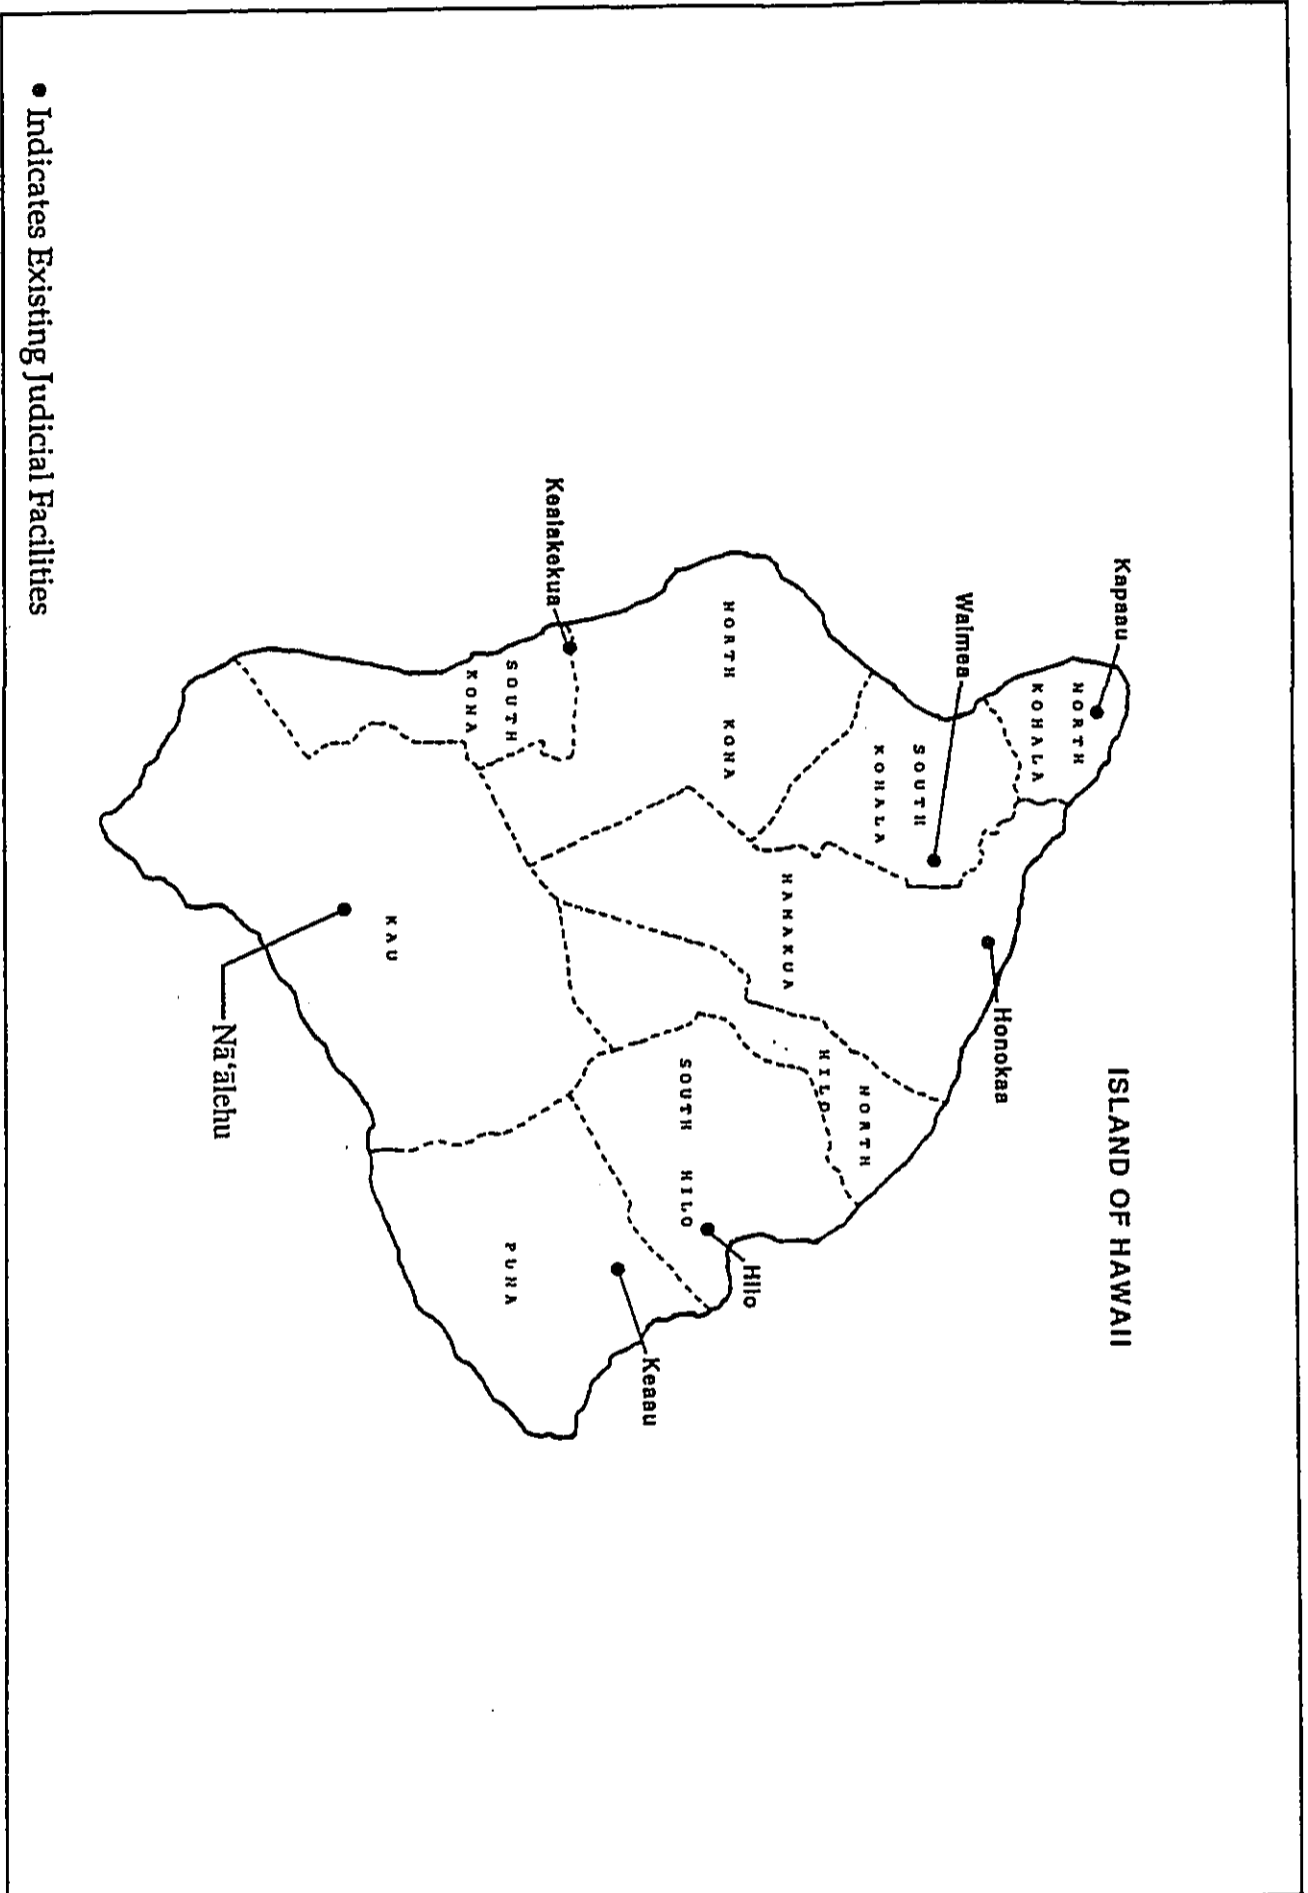 ISLAND OF HAWAII
Kapaau
NORTH
KOHALA
Honokaa
Waimea
SOUTH
KOHALA
HAMAKUA
NORTH
HILO
NORTH KONA
SOUTH HILO
Hilo
Keaau
Kealakekua
SOUTH
KONA
PUNA
KAU
Nā‘ālehu
• Indicates Existing Judicial Facilities